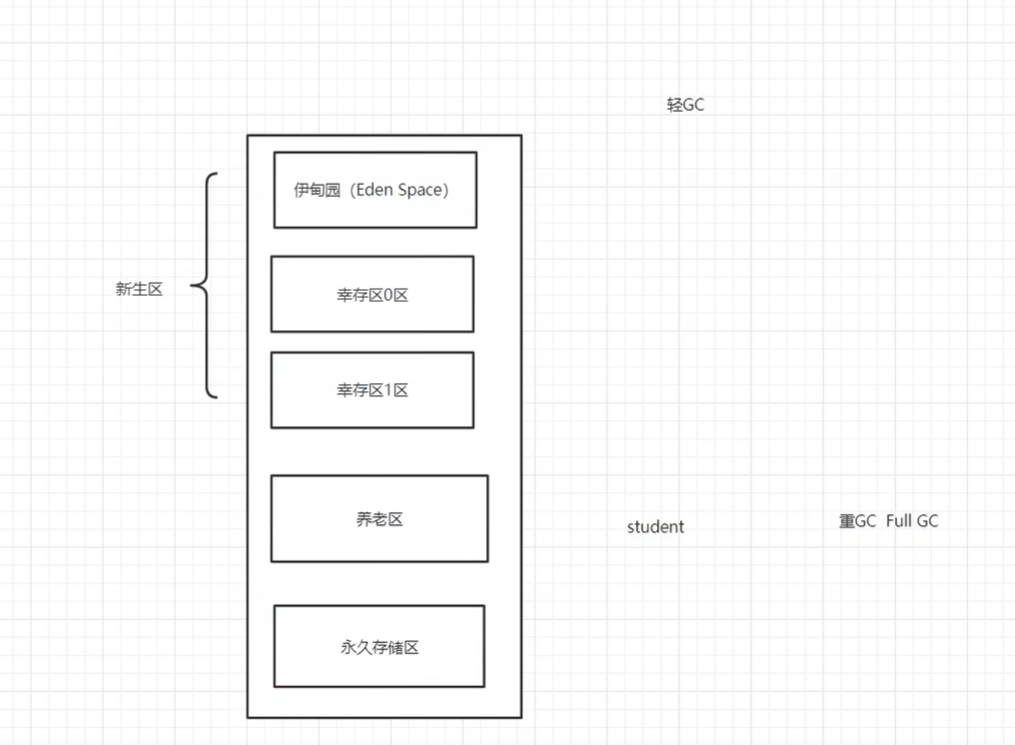 轻GC
伊甸园（Eden Space）
新生区
幸存区0区
幸存区1区
养老区
student
重GC Full GC
永久存储区